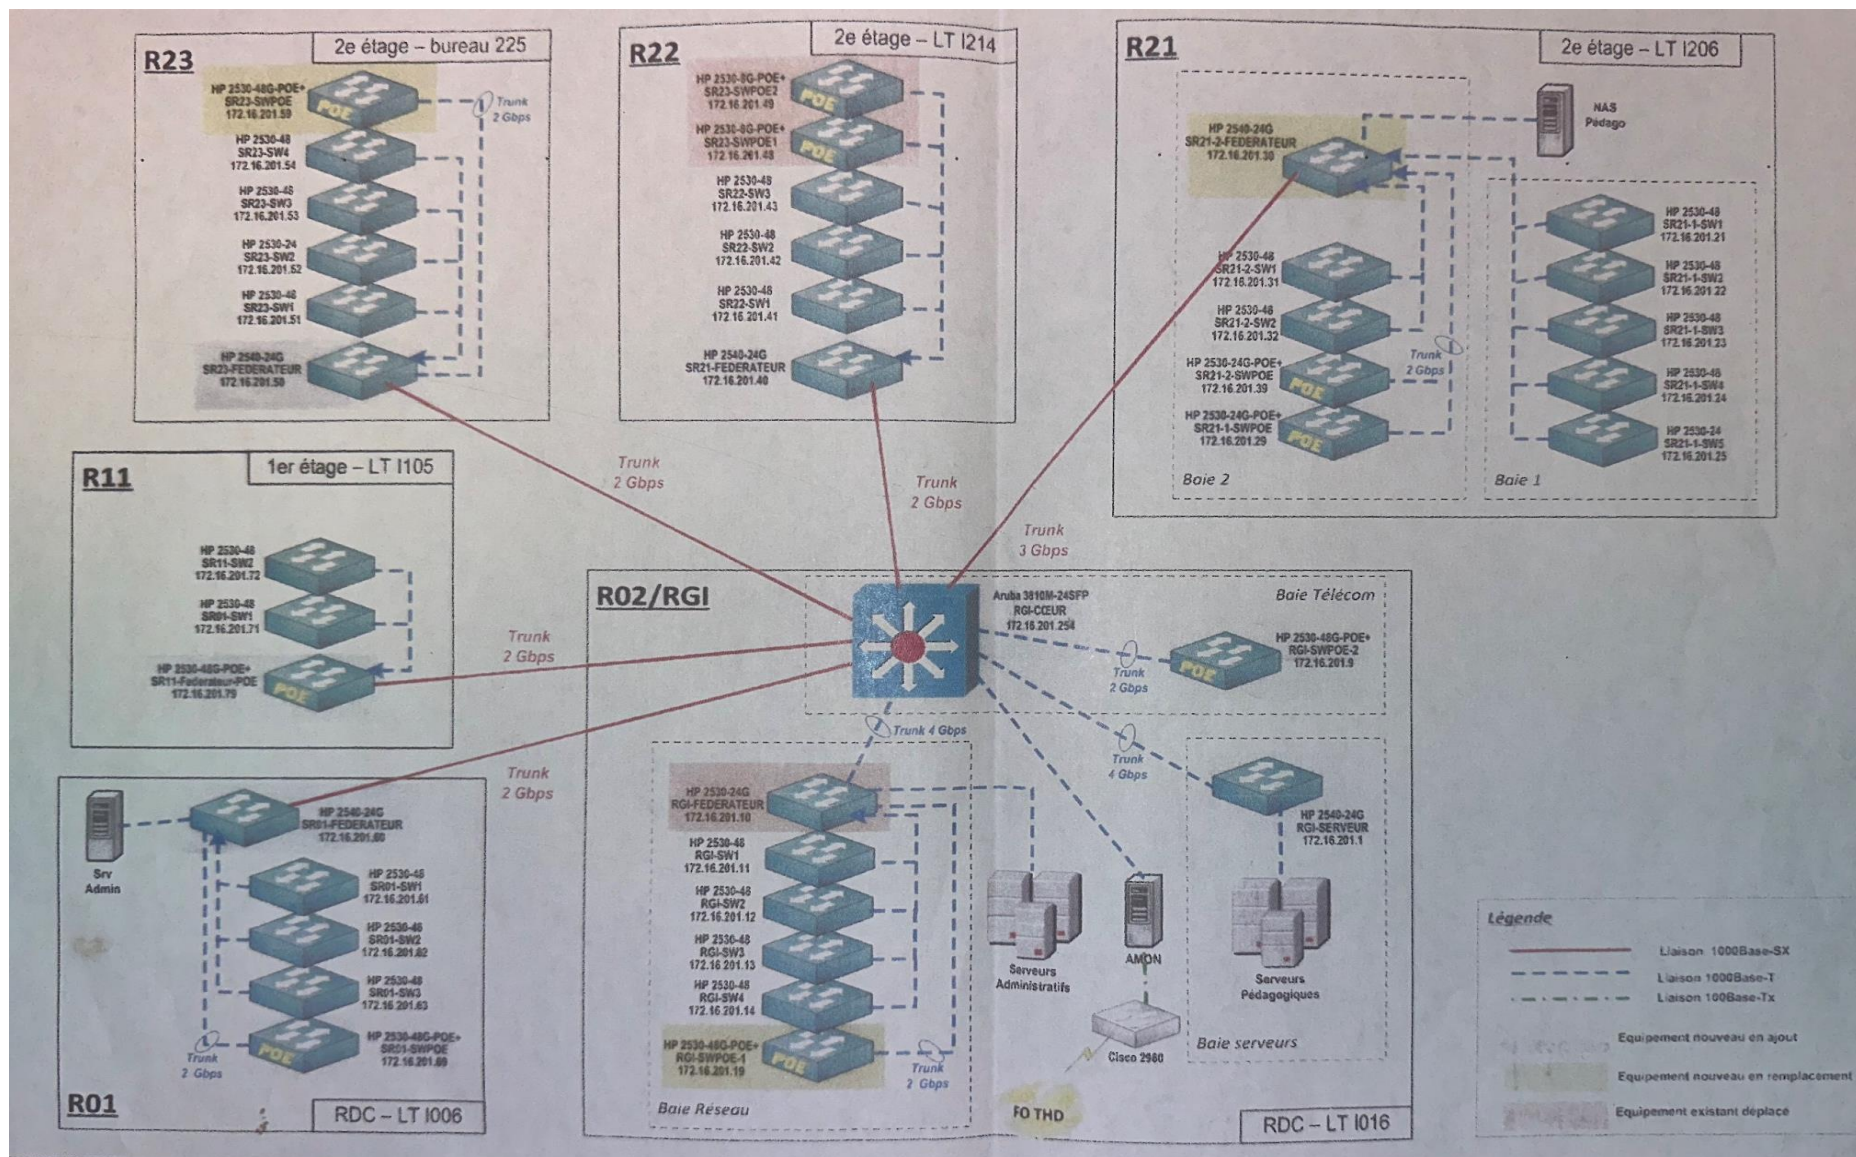 R23
2e étage – bureau 225
HP 2530-48G-POE+
SR23-SWPOE
172.16.201.59
POE
Trunk
2 Gbps
HP 2530-48
SR23-SW4
172.16.201.54
HP 2530-48
SR23-SW3
172.16.201.53
HP 2530-24
SR23-SW2
172.16.201.52
HP 2530-48
SR23-SW1
172.16.201.51
HP 2540-24G
SR23-FEDERATEUR
172.16.201.50
R22
2e étage – LT I214
HP 2530-8G-POE+
SR23-SWPOE2
172.16.201.49
POE
HP 2530-8G-POE+
SR23-SWPOE1
172.16.201.48
POE
HP 2530-48
SR22-SW3
172.16.201.43
HP 2530-48
SR22-SW2
172.16.201.42
HP 2530-48
SR22-SW1
172.16.201.41
HP 2540-24G
SR21-FEDERATEUR
172.16.201.40
R21
2e étage – LT I206
NAS
Pédago
HP 2540-24G
SR21-2-FEDERATEUR
172.16.201.30
HP 2530-48
SR21-2-SW1
172.16.201.31
HP 2530-48
SR21-2-SW2
172.16.201.32
HP 2530-24G-POE+
SR21-2-SWPOE
172.16.201.39
POE
HP 2530-24G-POE+
SR21-1-SWPOE
172.16.201.29
POE
Trunk
2 Gbps
Baie 2
HP 2530-48
SR21-1-SW1
172.16.201.21
HP 2530-48
SR21-1-SW2
172.16.201.22
HP 2530-48
SR21-1-SW3
172.16.201.23
HP 2530-48
SR21-1-SW4
172.16.201.24
HP 2530-24
SR21-1-SW5
172.16.201.25
Baie 1
Trunk
2 Gbps
Trunk
2 Gbps
Trunk
3 Gbps
R11
1er étage – LT I105
HP 2530-48
SR11-SW2
172.16.201.72
HP 2530-48
SR01-SW1
172.16.201.71
HP 2530-48G-POE+
SR11-Federateur-POE
172.16.201.79
POE
Trunk
2 Gbps
Trunk
2 Gbps
R01
RDC – LT I006
Srv
Admin
HP 2540-24G
SR01-FEDERATEUR
172.16.201.60
HP 2530-48
SR01-SW1
172.16.201.61
HP 2530-48
SR01-SW2
172.16.201.62
HP 2530-48
SR01-SW3
172.16.201.63
HP 2530-48G-POE+
SR01-SWPOE
172.16.201.69
POE
Trunk
2 Gbps
R02/RGI
RDC – LT I016
Aruba 3810M-24SFP
RGI-CŒUR
172.16.201.254
Baie Télécom
HP 2530-48G-POE+
RGI-SWPOE-2
172.16.201.9
POE
Trunk
2 Gbps
Trunk 4 Gbps
Trunk
4 Gbps
HP 2530-24G
RGI-FEDERATEUR
172.16.201.10
HP 2530-48
RGI-SW1
172.16.201.11
HP 2530-48
RGI-SW2
172.16.201.12
HP 2530-48
RGI-SW3
172.16.201.13
HP 2530-48
RGI-SW4
172.16.201.14
HP 2530-48G-POE+
RGI-SWPOE-1
172.16.201.19
POE
Trunk
2 Gbps
Baie Réseau
Serveurs
Administratifs
AMON
Cisco 2980
FO THD
HP 2540-24G
RGI-SERVEUR
172.16.201.1
Serveurs
Pédagogiques
Baie serveurs
Légende
Liaison 1000Base-SX
Liaison 1000Base-T
Liaison 100Base-Tx
Equipement nouveau en ajout
Equipement nouveau en remplacement
Equipement existant déplacé